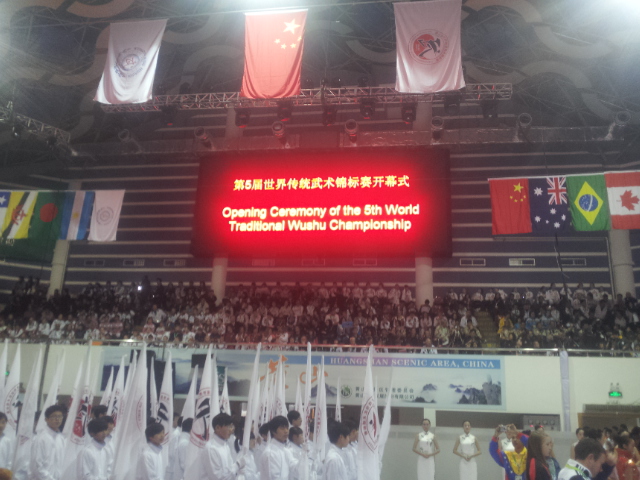 第5届世界传统武术锦标赛开幕式
Opening Ceremony of the 5th World
Traditional Wushu Championship
HUANGSHAN SCENIC AREA, CHINA